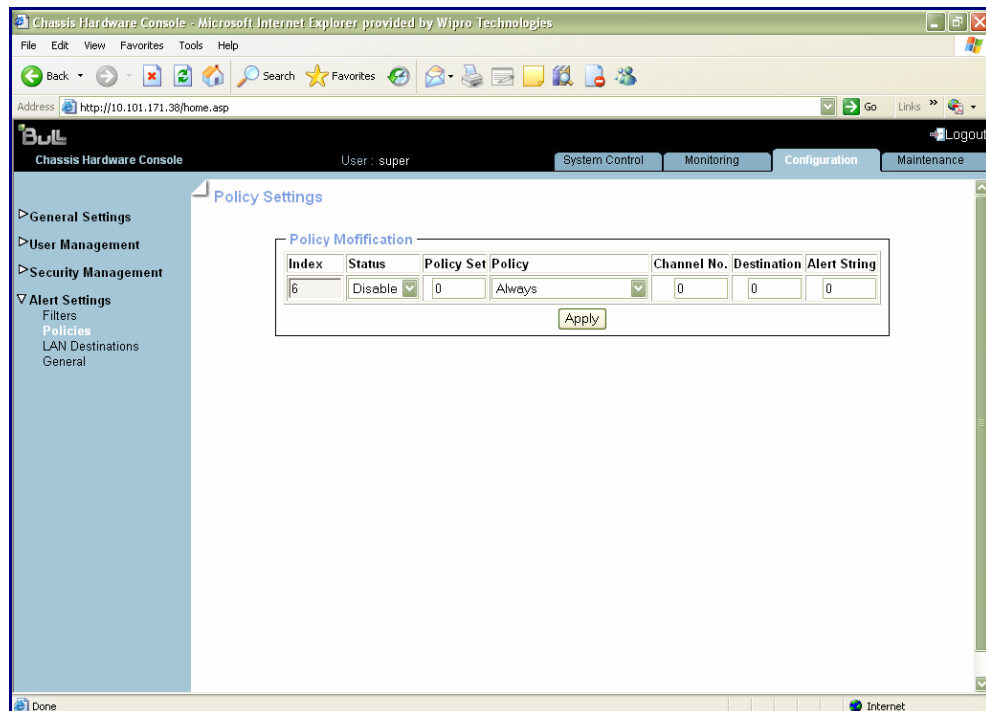 Chassis Hardware Console - Microsoft Internet Explorer provided by Wipro Technologies
File Edit View Favorites Tools Help
Back Search Favorites
Address http://10.101.171.38/home.asp Go Links »
Bull Logout
Chassis Hardware Console User : super System Control Monitoring Configuration Maintenance
Policy Settings
General Settings
User Management
Security Management
Alert Settings
Filters
Policies
LAN Destinations
General
Policy Mofification
Index Status Policy Set Policy Channel No. Destination Alert String
6 Disable 0 Always 0 0 0
Apply
Done Internet